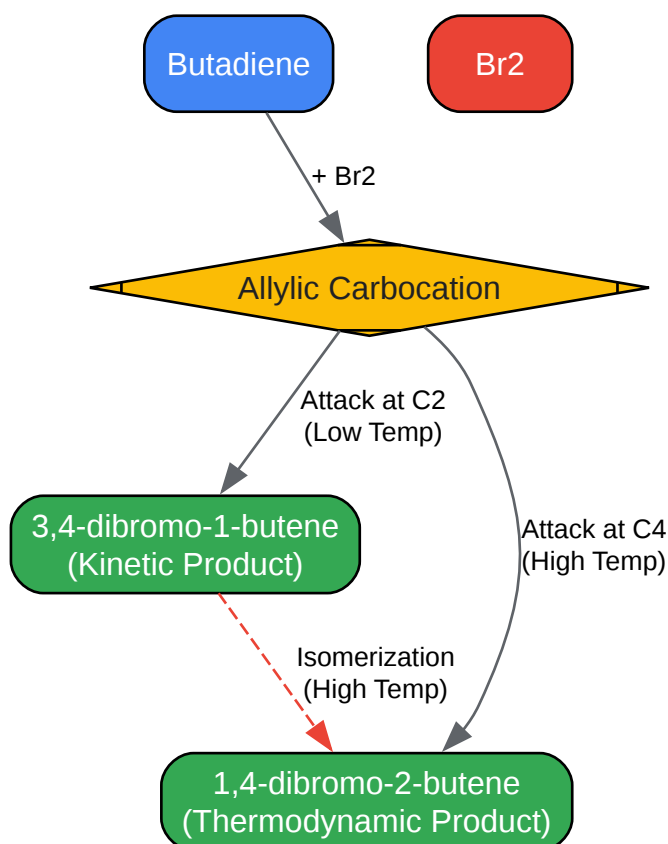 Butadiene
Br2
+ Br2
Allylic Carbocation
Attack at C2
(Low Temp)
3,4-dibromo-1-butene
(Kinetic Product)
Attack at C4
(High Temp)
Isomerization
(High Temp)
1,4-dibromo-2-butene
(Thermodynamic Product)